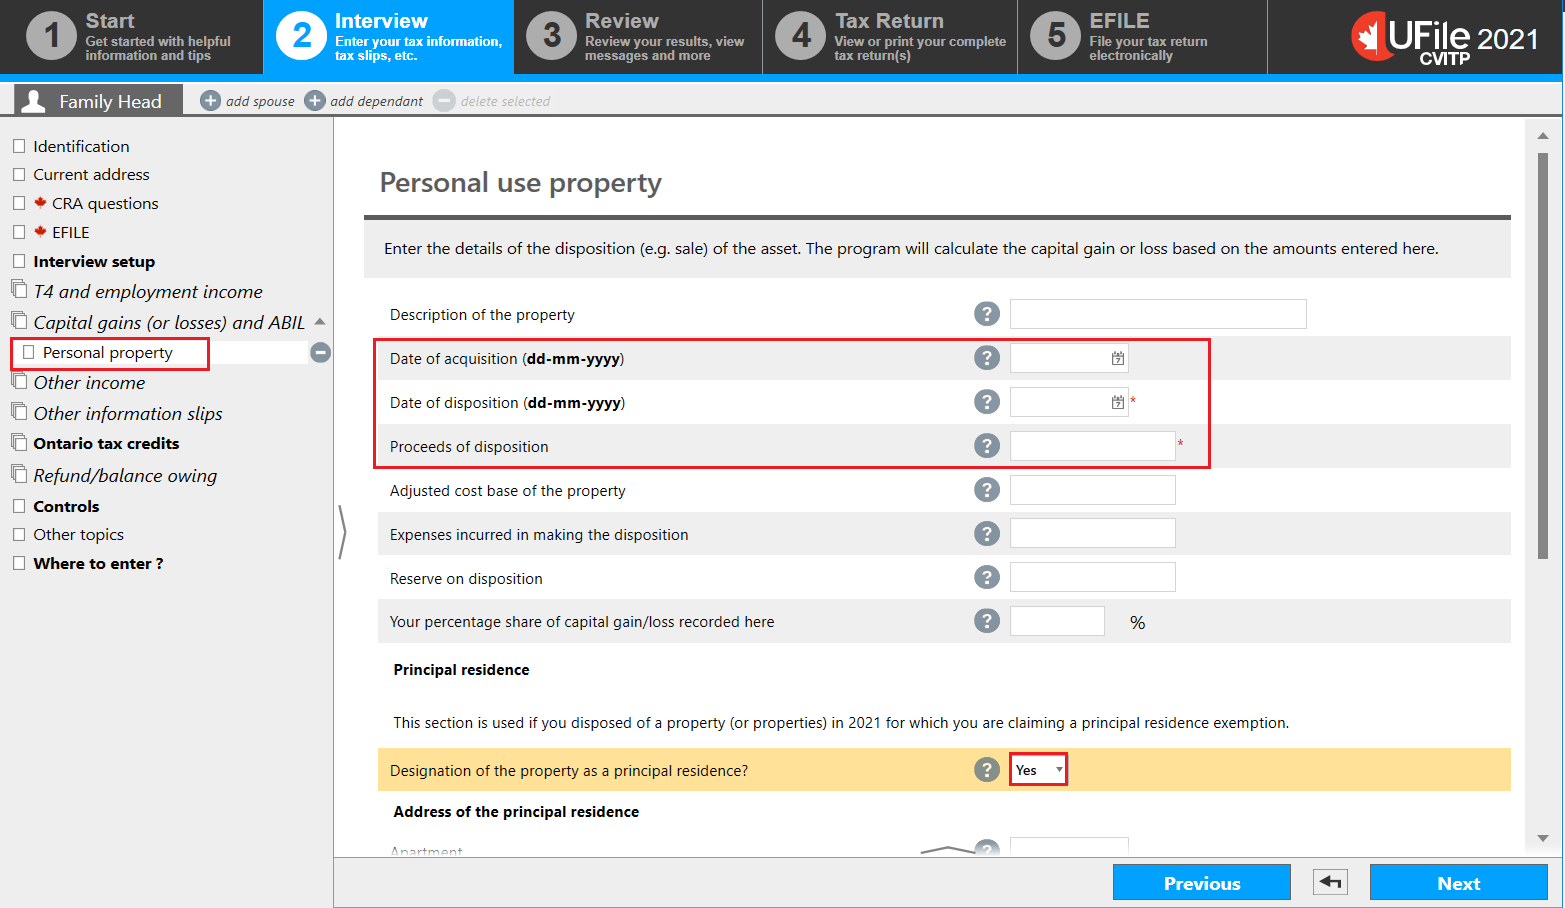 1
Start
Get started with helpful
information and tips
2
Interview
Enter your tax information,
tax slips, etc.
3
Review
Review your results, view
messages and more
4
Tax Return
View or print your complete
tax return(s)
5
EFILE
File your tax return
electronically
UFile 2021
CVITP
Family Head
add spouse
add dependant
delete selected
Identification
Current address
CRA questions
EFILE
Interview setup
T4 and employment income
Capital gains (or losses) and ABIL
Personal property
Other income
Other information slips
Ontario tax credits
Refund/balance owing
Controls
Other topics
Where to enter ?
Personal use property
Enter the details of the disposition (e.g. sale) of the asset. The program will calculate the capital gain or loss based on the amounts entered here.
Description of the property ?
Date of acquisition (dd-mm-yyyy) ? 7
Date of disposition (dd-mm-yyyy) ? 7 *
Proceeds of disposition ? *
Adjusted cost base of the property ?
Expenses incurred in making the disposition ?
Reserve on disposition ?
Your percentage share of capital gain/loss recorded here ? %
Principal residence
This section is used if you disposed of a property (or properties) in 2021 for which you are claiming a principal residence exemption.
Designation of the property as a principal residence? ? Yes
Address of the principal residence
Apartment ?
Previous
Next